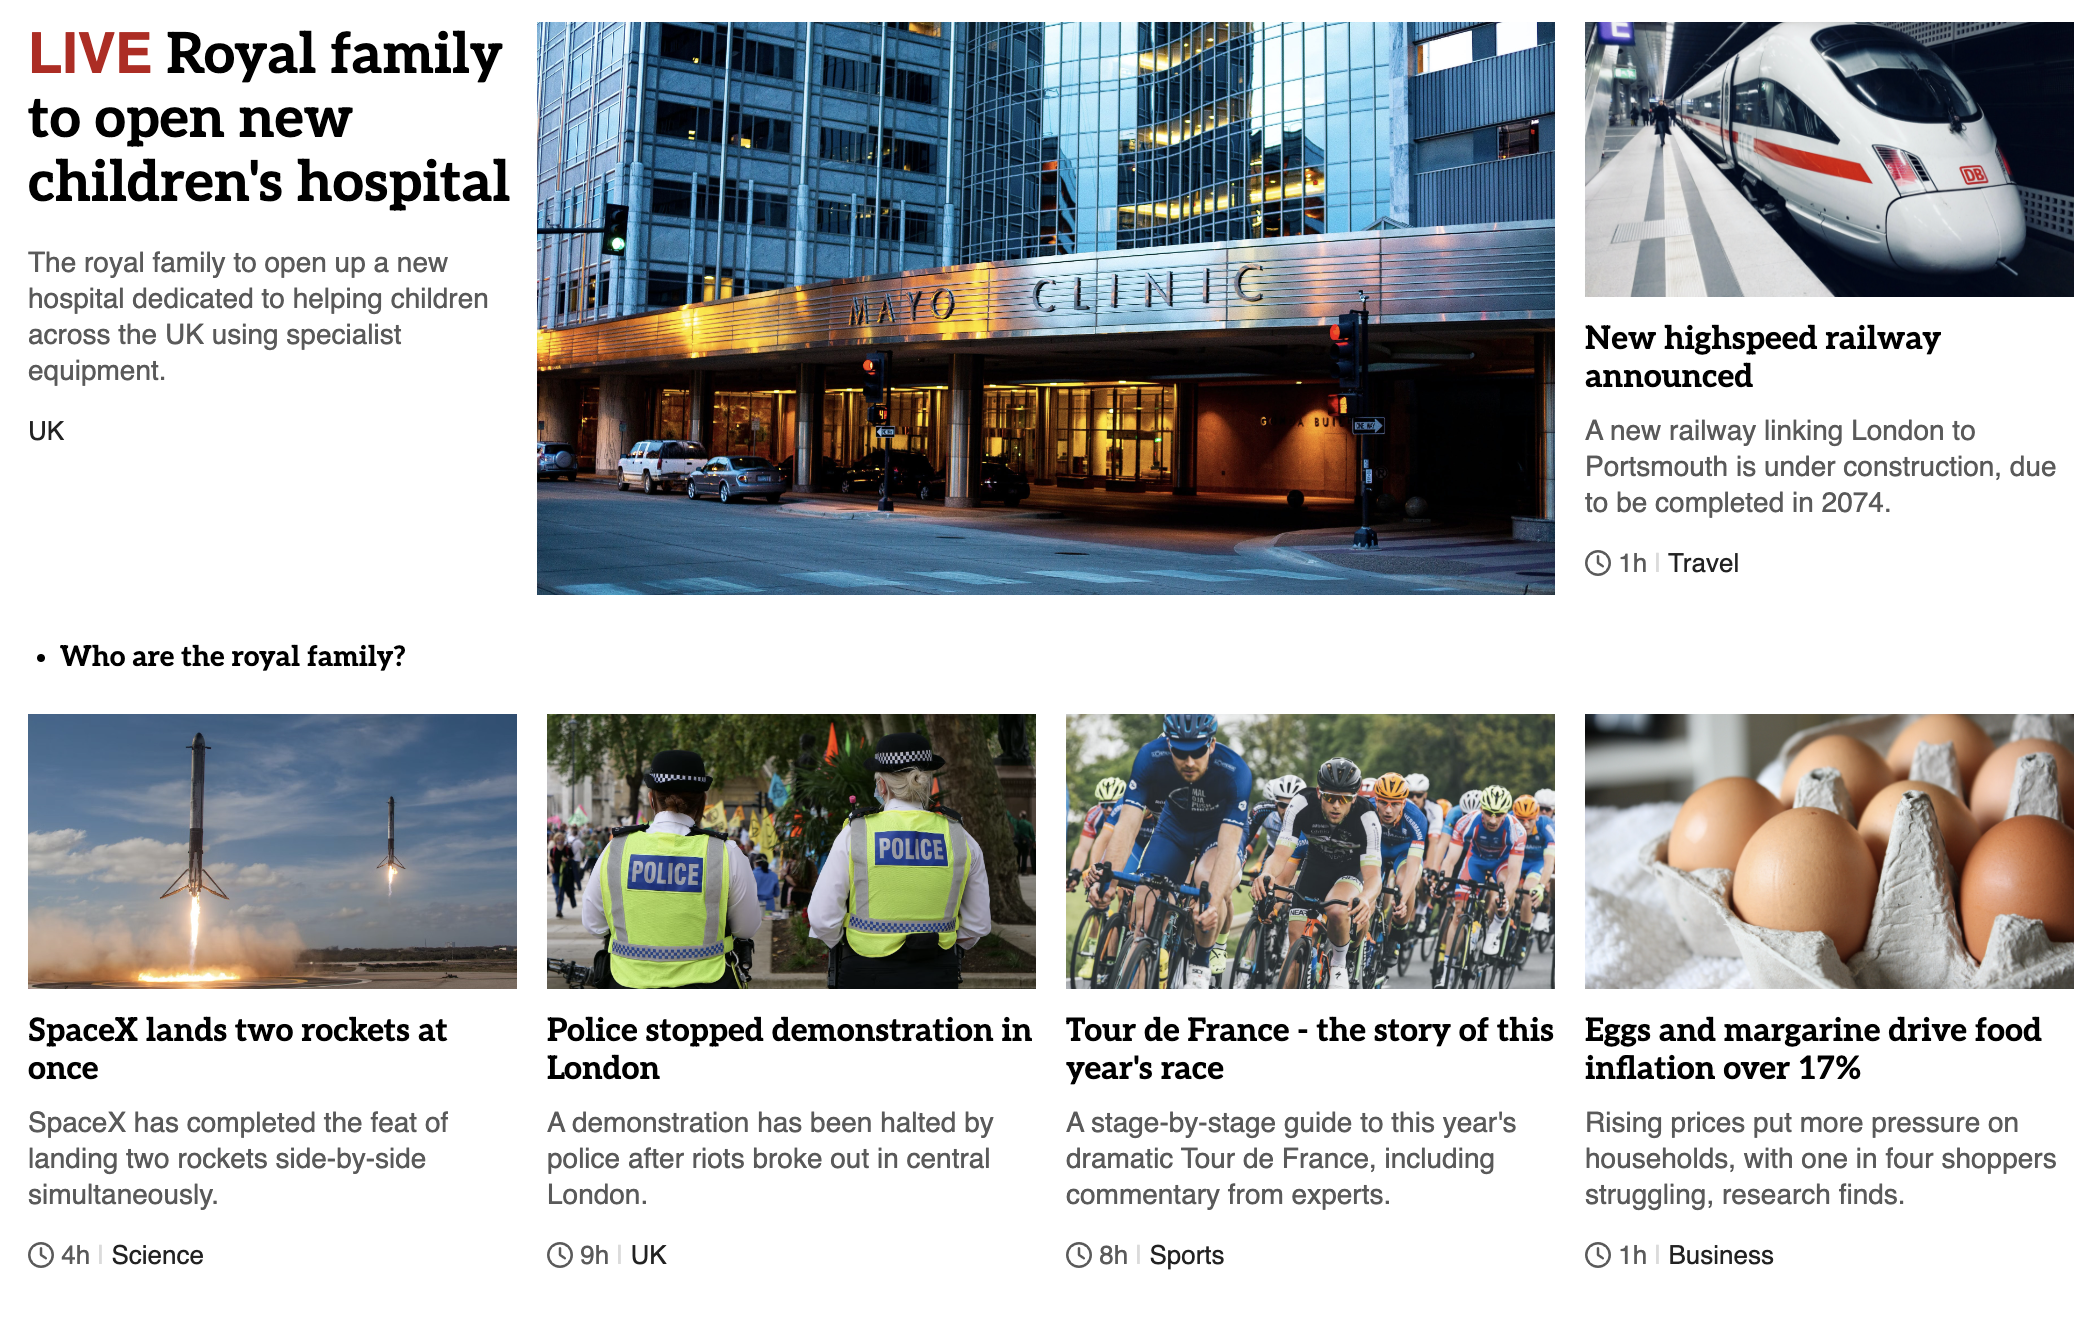 LIVE Royal family
to open new
children's hospital
The royal family to open up a new
hospital dedicated to helping children
across the UK using specialist
equipment.
UK
MAYO CLINIC
ONE WAY
E
DB
New highspeed railway
announced
A new railway linking London to
Portsmouth is under construction, due
to be completed in 2074.
1h | Travel
• Who are the royal family?
POLICE
POLICE
SpaceX lands two rockets at
once
SpaceX has completed the feat of
landing two rockets side-by-side
simultaneously.
4h | Science
Police stopped demonstration in
London
A demonstration has been halted by
police after riots broke out in central
London.
9h | UK
Tour de France - the story of this
year's race
A stage-by-stage guide to this year's
dramatic Tour de France, including
commentary from experts.
8h | Sports
Eggs and margarine drive food
inflation over 17%
Rising prices put more pressure on
households, with one in four shoppers
struggling, research finds.
1h | Business